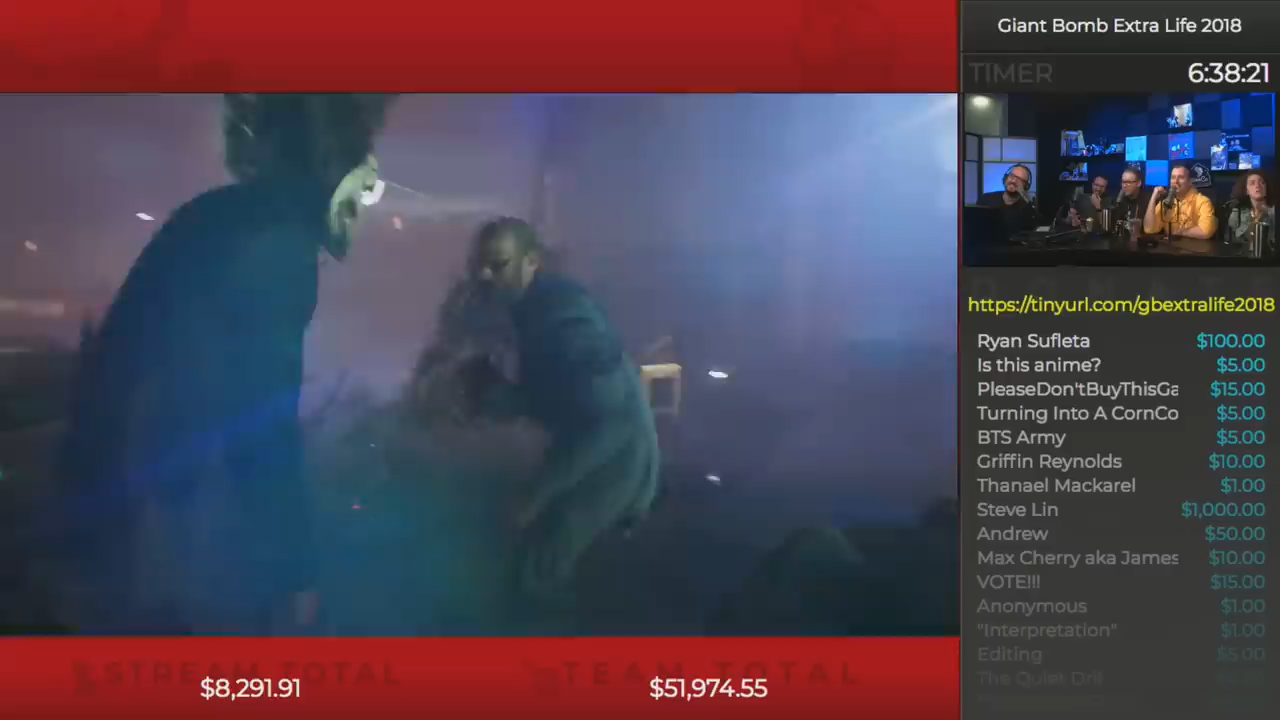 Giant Bomb Extra Life 2018
TIMER 6:38:21
https://tinyurl.com/gbextralife2018
Ryan Sufleta $100.00
Is this anime? $5.00
PleaseDon'tBuyThisGa $15.00
Turning Into A CornCo $5.00
BTS Army $5.00
Griffin Reynolds $10.00
Thanael Mackarel $1.00
Steve Lin $1,000.00
Andrew $50.00
Max Cherry aka James $10.00
VOTE!!! $15.00
Anonymous $1.00
"Interpretation" $1.00
Editing $5.00
The Quiet Dril
STREAM TOTAL TEAM TOTAL
$8,291.91 $51,974.55